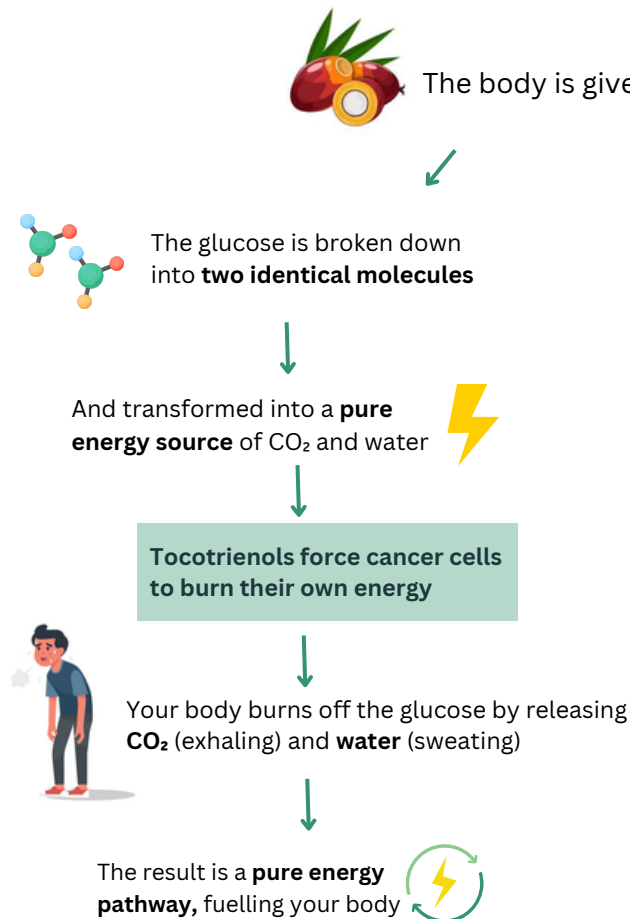 The body is give
The glucose is broken down
into two identical molecules
And transformed into a pure
energy source of CO₂ and water
Tocotrienols force cancer cells
to burn their own energy
Your body burns off the glucose by releasing
CO₂ (exhaling) and water (sweating)
The result is a pure energy
pathway, fuelling your body